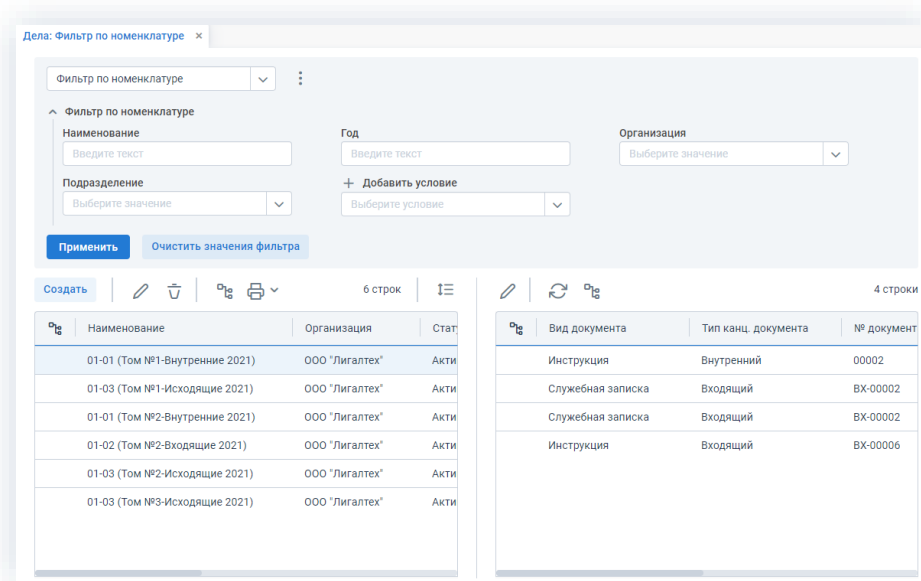 Дела: Фильтр по номенклатуре ×
Фильтр по номенклатуре
Фильтр по номенклатуре
Наименование Год Организация
Введите текст Введите текст Выберите значение
Подразделение + Добавить условие
Выберите значение Выберите условие
Применить Очистить значения фильтра
Создать 6 строк 4 строки
Наименование Организация Стату Вид документа Тип канц. документа № документ
01-01 (Том №1-Внутренние 2021) ООО "Лигалтех" Акти Инструкция Внутренний 00002
01-03 (Том №1-Исходящие 2021) ООО "Лигалтех" Акти Служебная записка Входящий ВХ-00002
01-01 (Том №2-Внутренние 2021) ООО "Лигалтех" Акти Служебная записка Входящий ВХ-00002
01-02 (Том №2-Входящие 2021) ООО "Лигалтех" Акти Инструкция Входящий ВХ-00006
01-03 (Том №2-Исходящие 2021) ООО "Лигалтех" Акти
01-03 (Том №3-Исходящие 2021) ООО "Лигалтех" Акти